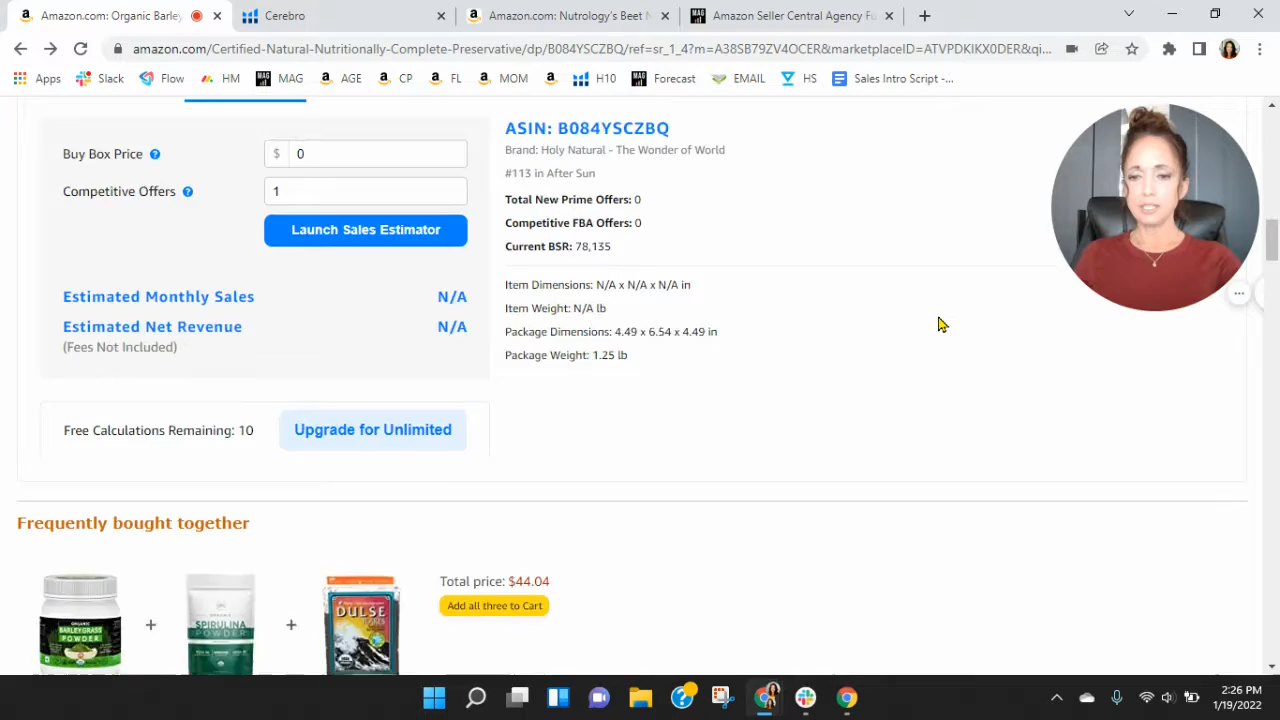 Amazon.com: Organic Barley
Cerebro
Amazon.com: Nutrology's Beet N
Amazon Seller Central Agency Fo
amazon.com/Certified-Natural-Nutritionally-Complete-Preservative/dp/B084YSCZBQ/ref=sr_1_4?m=A38SI79ZV4OCER&marketplaceID=ATVPDKIKX0DER&qi...
Apps Slack Flow HM MAG AGE CP FL MOM H10 Forecast EMAIL HS Sales Intro Script -...
Buy Box Price ? $ 0
Competitive Offers ? 1
Launch Sales Estimator
Estimated Monthly Sales N/A
Estimated Net Revenue N/A
(Fees Not Included)
Free Calculations Remaining: 10 Upgrade for Unlimited
ASIN: B084YSCZBQ
Brand: Holy Natural - The Wonder of World
#113 in After Sun
Total New Prime Offers: 0
Competitive FBA Offers: 0
Current BSR: 78,135
Item Dimensions: N/A x N/A x N/A in
Item Weight: N/A lb
Package Dimensions: 4.49 x 6.54 x 4.49 in
Package Weight: 1.25 lb
Frequently bought together
ORGANIC
BARLEY GRASS
POWDER
+
ORGANIC
SPIRULINA
POWDER
+
DULSE
Total price: $44.04
Add all three to Cart
2:26 PM
1/19/2022